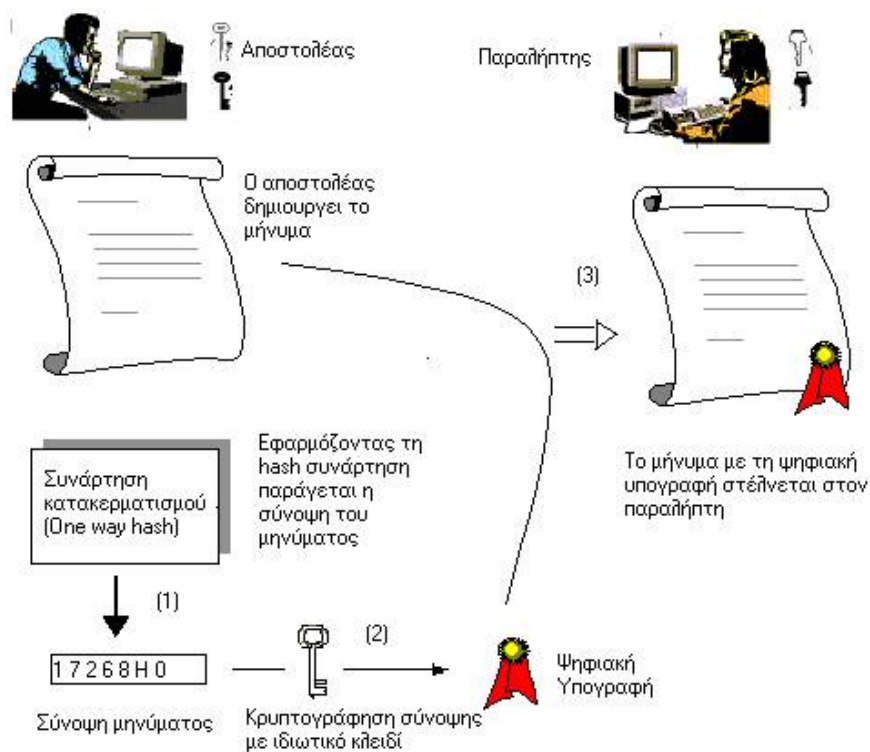 Αποστολέας
Παραλήπτης
Ο αποστολέας
δημιουργει το
μήνυμα
(3)
Συνάρτηση
κατακερματισμού
(One way hash)
Εφαρμόζοντας τη
hash συνάρτηση
παράγεται η
σύνοψη του
μηνύματος
Το μήνυμα με τη ψηφιακή
υπογραφή στέλνεται στον
παραλήπτη
(1)
17268H0
(2)
Ψηφιακή
Υπογραφή
Σύνοψη μηνύματος
Κρυπτογράφηση σύνοψης
με ιδιωτικό κλειδί